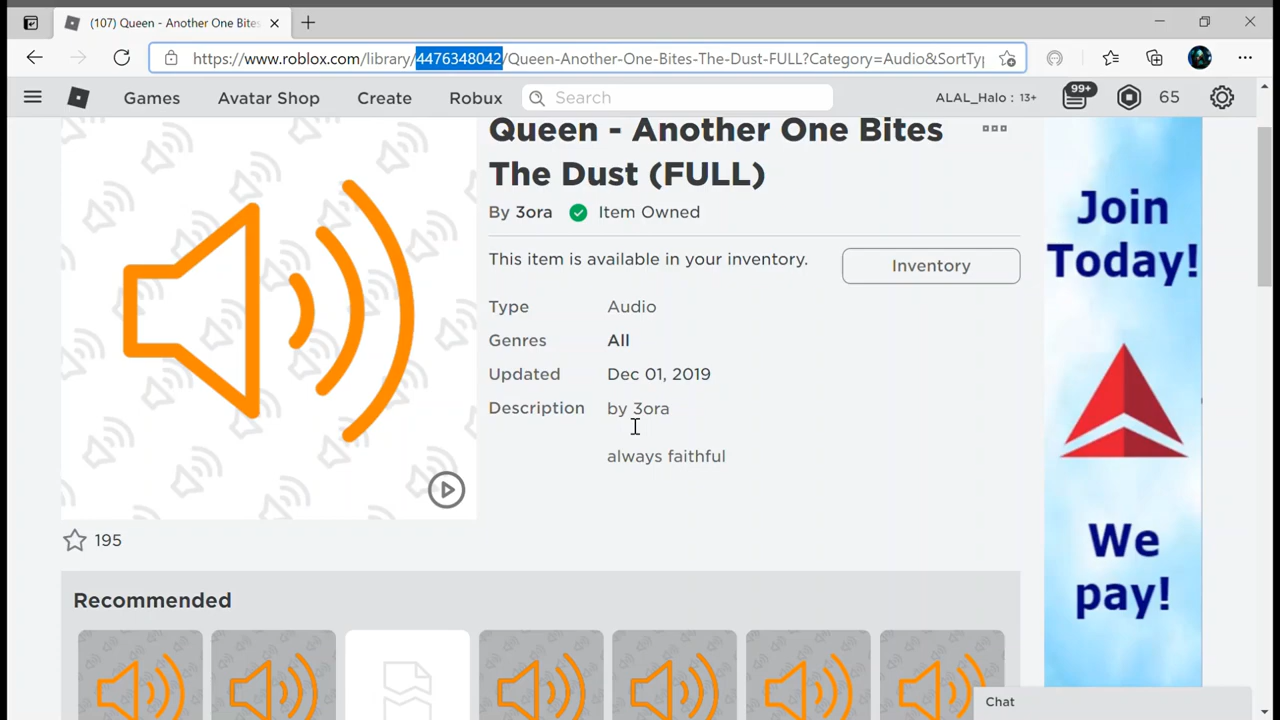 (107) Queen - Another One Bites
https://www.roblox.com/library/4476348042/Queen-Another-One-Bites-The-Dust-FULL?Category=Audio&SortTy
Games Avatar Shop Create Robux Search ALAL_Halo : 13+ 99+ 65
Queen - Another One Bites
The Dust (FULL)
By 3ora Item Owned
This item is available in your inventory.
Inventory
Type Audio
Genres All
Updated Dec 01, 2019
Description by 3ora
always faithful
195
Recommended
Join
Today!
We
pay!
Chat